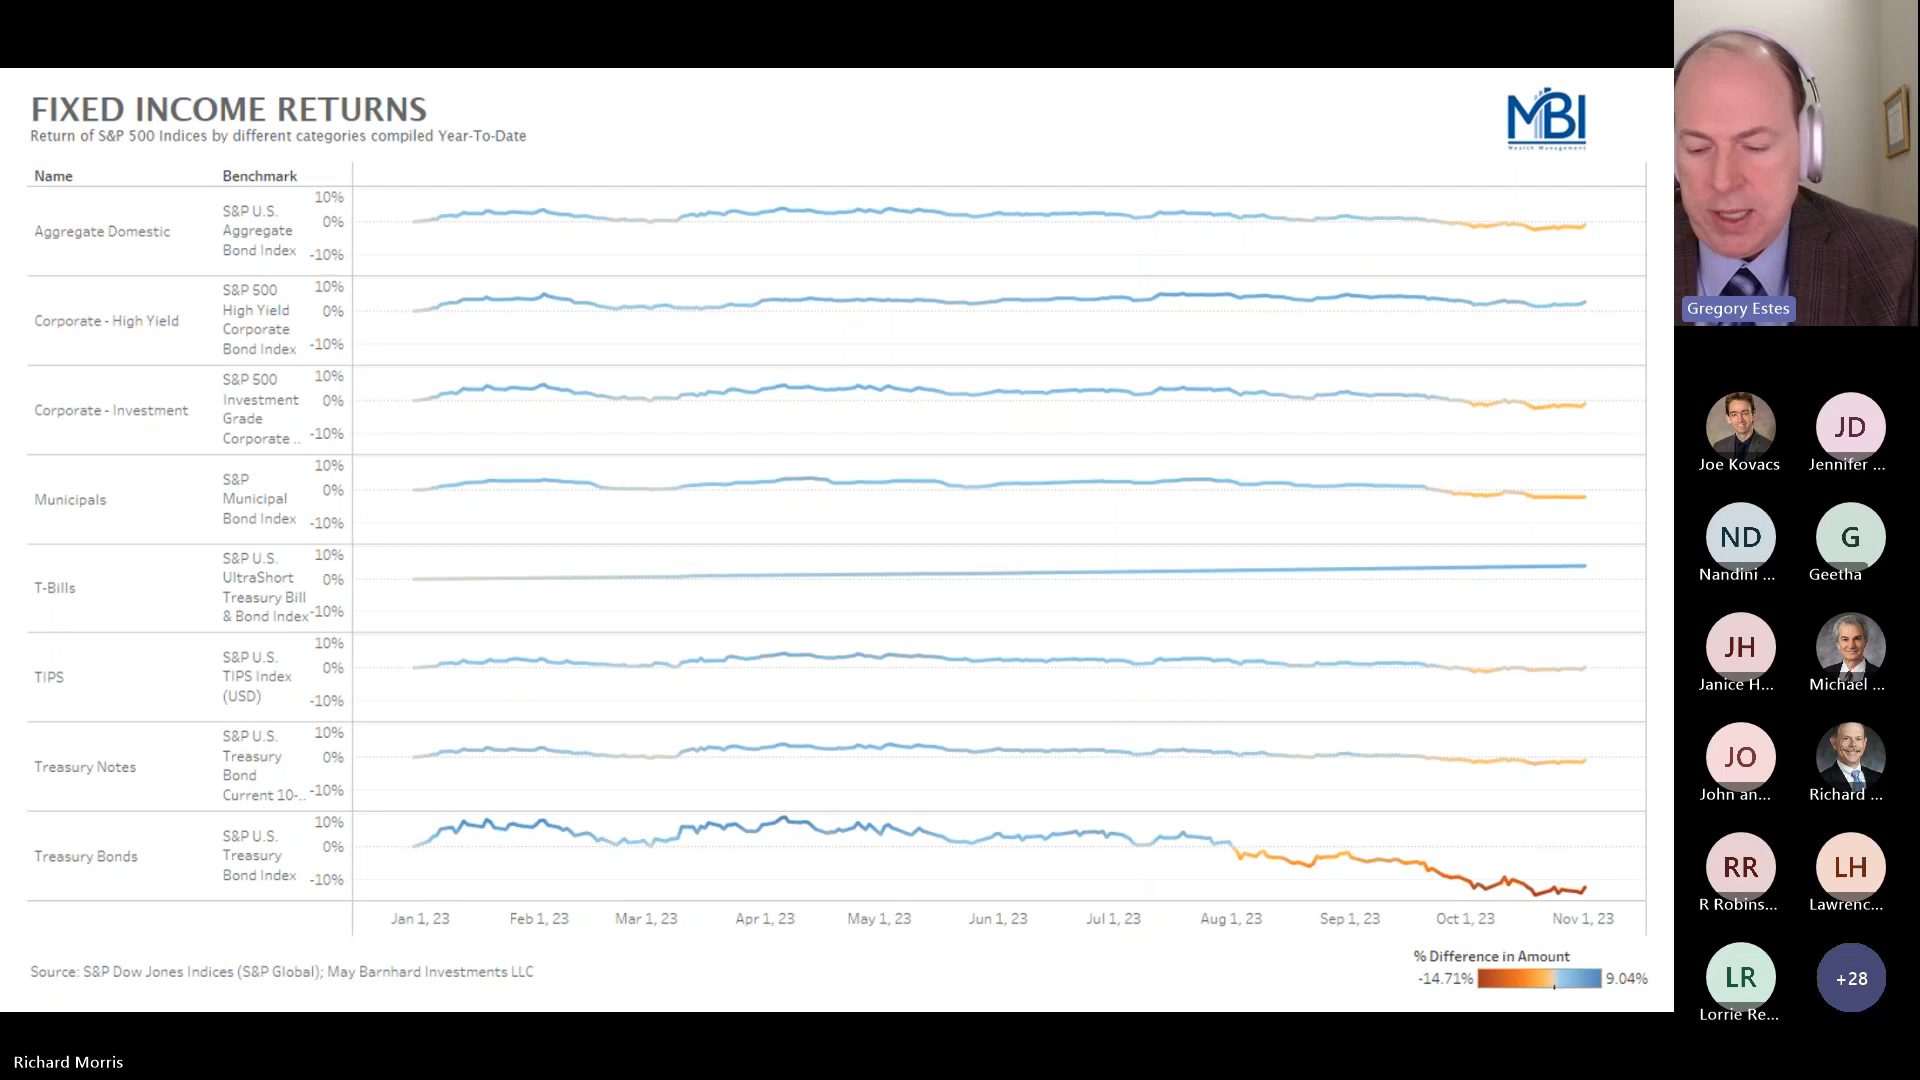 FIXED INCOME RETURNS
Return of S&P 500 Indices by different categories compiled Year-To-Date
MBI
Wealth Management
Name
Benchmark
Aggregate Domestic
S&P U.S.
Aggregate
Bond Index
10%
0%
-10%
Corporate - High Yield
S&P 500
High Yield
Corporate
Bond Index
10%
0%
-10%
Corporate - Investment
S&P 500
Investment
Grade
Corporate ..
10%
0%
-10%
Municipals
S&P
Municipal
Bond Index
10%
0%
-10%
T-Bills
S&P U.S.
UltraShort
Treasury Bill
& Bond Index
10%
0%
-10%
TIPS
S&P U.S.
TIPS Index
(USD)
10%
0%
-10%
Treasury Notes
S&P U.S.
Treasury
Bond
Current 10-..
10%
0%
-10%
Treasury Bonds
S&P U.S.
Treasury
Bond Index
10%
0%
-10%
Jan 1, 23
Feb 1, 23
Mar 1, 23
Apr 1, 23
May 1, 23
Jun 1, 23
Jul 1, 23
Aug 1, 23
Sep 1, 23
Oct 1, 23
Nov 1, 23
Source: S&P Dow Jones Indices (S&P Global); May Barnhard Investments LLC
% Difference in Amount
-14.71%
9.04%
Gregory Estes
Joe Kovacs
JD
Jennifer ...
ND
Nandini ...
G
Geetha
JH
Janice H...
Michael ...
JO
John an...
Richard ...
RR
R Robins...
LH
Lawrenc...
LR
Lorrie Re...
+28
Richard Morris